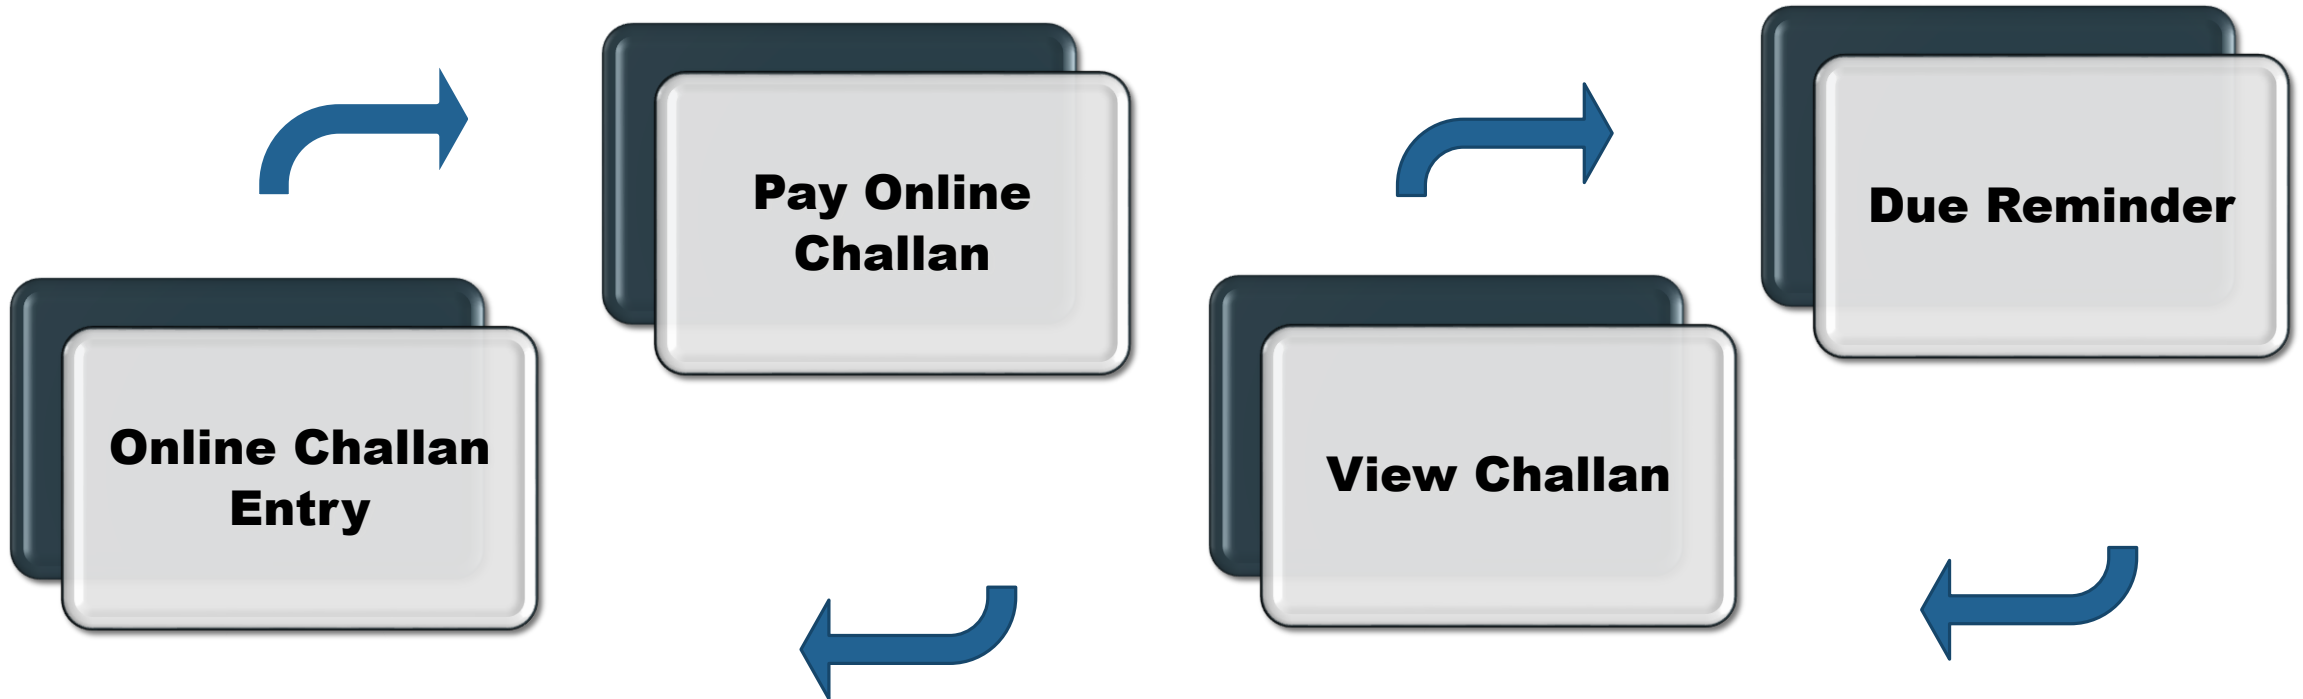 Online Challan
Entry
Pay Online
Challan
View Challan
Due Reminder